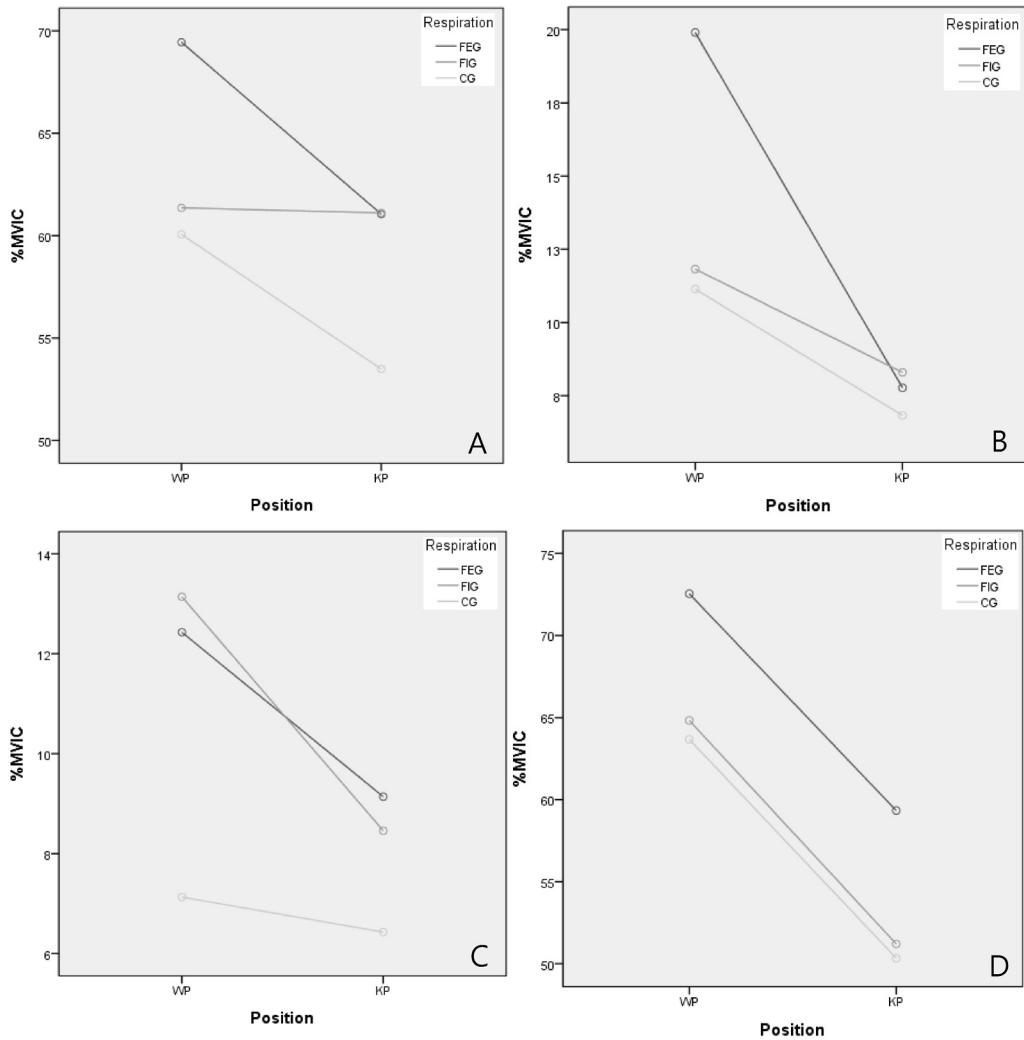 Respiration
FEG
FIG
CG
70
65
60
55
50
%MVIC
WP
KP
Position
A
Respiration
FEG
FIG
CG
20
18
15
13
10
8
%MVIC
WP
KP
Position
B
Respiration
FEG
FIG
CG
14
12
10
8
6
%MVIC
WP
KP
Position
C
Respiration
FEG
FIG
CG
75
70
65
60
55
50
%MVIC
WP
KP
Position
D